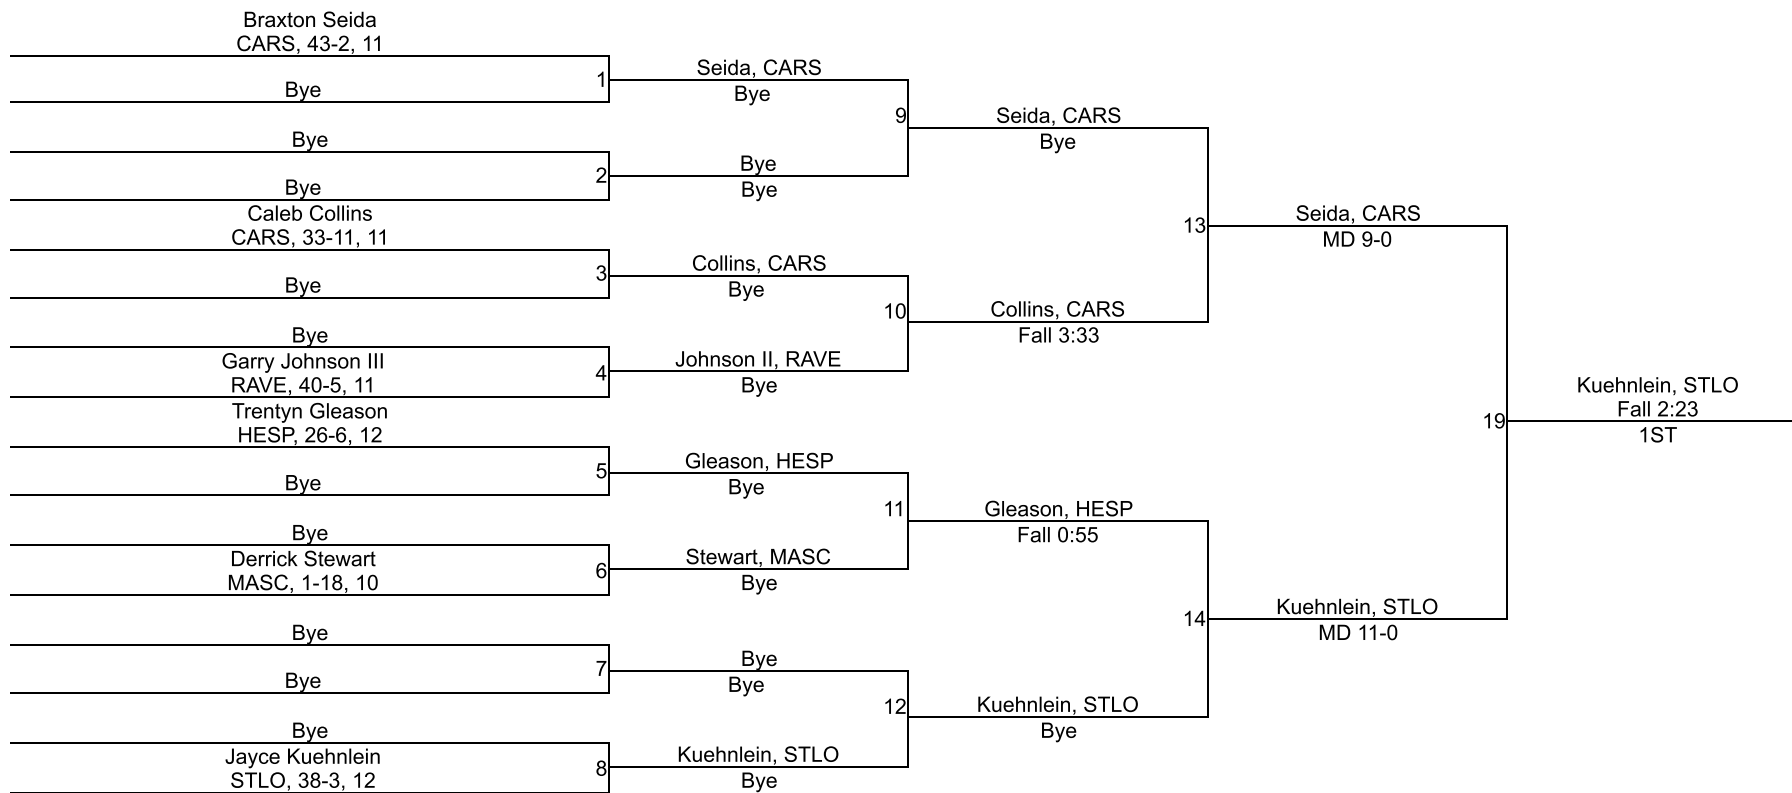 Braxton Seida
CARS, 43-2, 11
Bye
1
Bye
Bye
2
Caleb Collins
CARS, 33-11, 11
Bye
3
Bye
Garry Johnson III
RAVE, 40-5, 11
4
Trentyn Gleason
HESP, 26-6, 12
Bye
5
Bye
Derrick Stewart
MASC, 1-18, 10
6
Bye
Bye
7
Bye
Jayce Kuehnlein
STLO, 38-3, 12
8
Seida, CARS
Bye
9
Bye
Bye
Collins, CARS
Bye
10
Johnson II, RAVE
Bye
Gleason, HESP
Bye
11
Stewart, MASC
Bye
Bye
Bye
12
Kuehnlein, STLO
Bye
Seida, CARS
Bye
13
Collins, CARS
Fall 3:33
Gleason, HESP
Fall 0:55
14
Kuehnlein, STLO
Bye
Seida, CARS
MD 9-0
19
Kuehnlein, STLO
MD 11-0
Kuehnlein, STLO
Fall 2:23
1ST